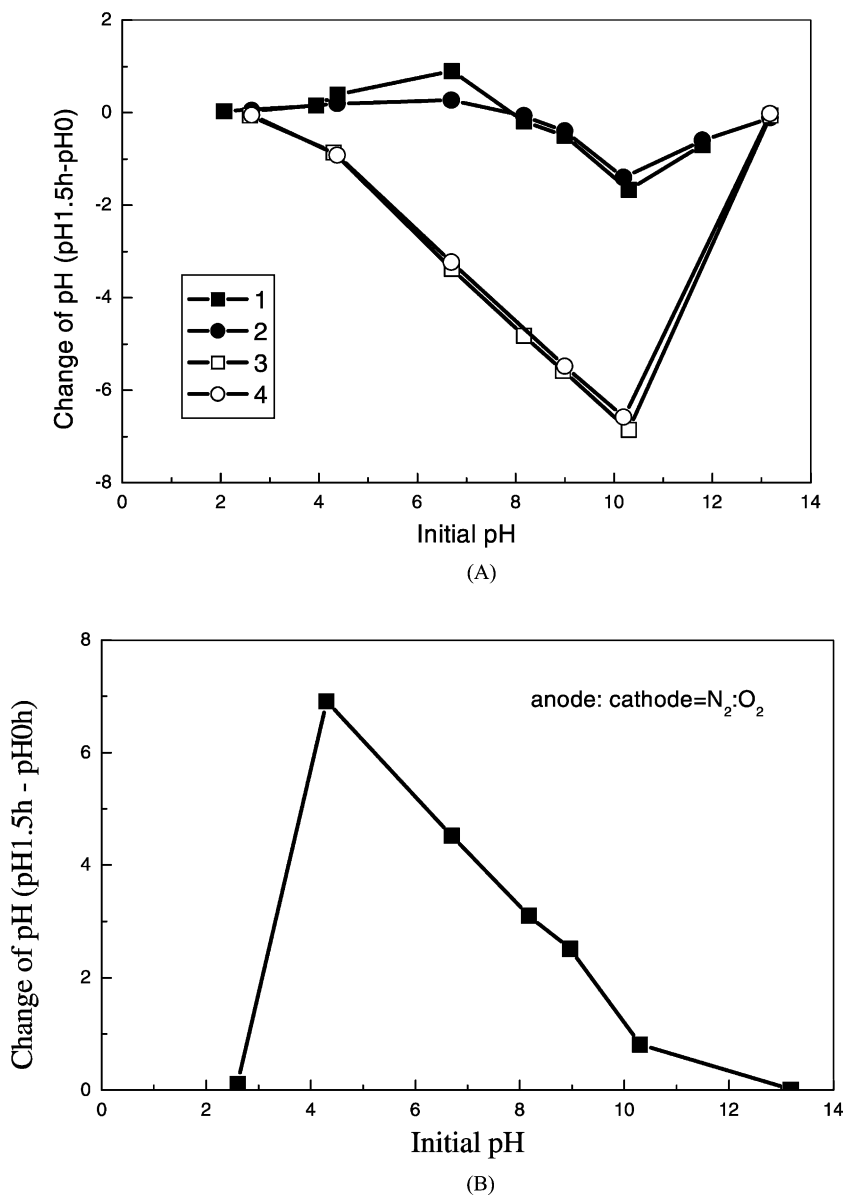 2
0
-2
-4
-6
-8
Change of pH (pH1.5h-pH0)
1
2
3
4
0 2 4 6 8 10 12 14
Initial pH
(A)
8
6
4
2
0
Change of pH (pH1.5h - pH0h)
anode: cathode=N₂:O₂
0 2 4 6 8 10 12 14
Initial pH
(B)